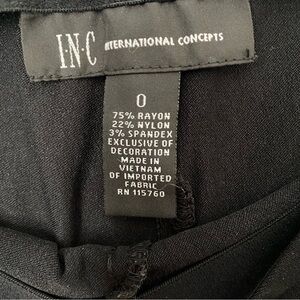 I.N.C INTERNATIONAL CONCEPTS
0
75% RAYON
22% NYLON
3% SPANDEX
EXCLUSIVE OF
DECORATION
MADE IN
VIETNAM
OF IMPORTED
FABRIC
RN 115760